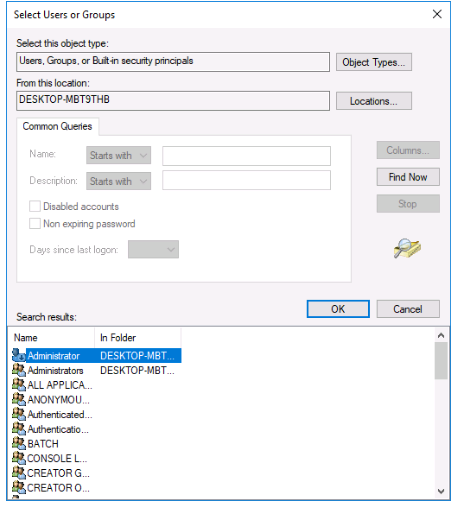 Select Users or Groups
Select this object type:
Users, Groups, or Built-in security principals
Object Types...
From this location:
DESKTOP-MBT9THB
Locations...
Common Queries
Name:
Starts with
Columns...
Description:
Starts with
Find Now
Disabled accounts
Stop
Non expiring password
Days since last logon:
OK
Cancel
Search results:
Name In Folder
Administrator DESKTOP-MBT...
Administrators DESKTOP-MBT...
ALL APPLICA...
ANONYMOU...
Authenticated...
Authenticatio...
BATCH
CONSOLE L...
CREATOR G...
CREATOR O...